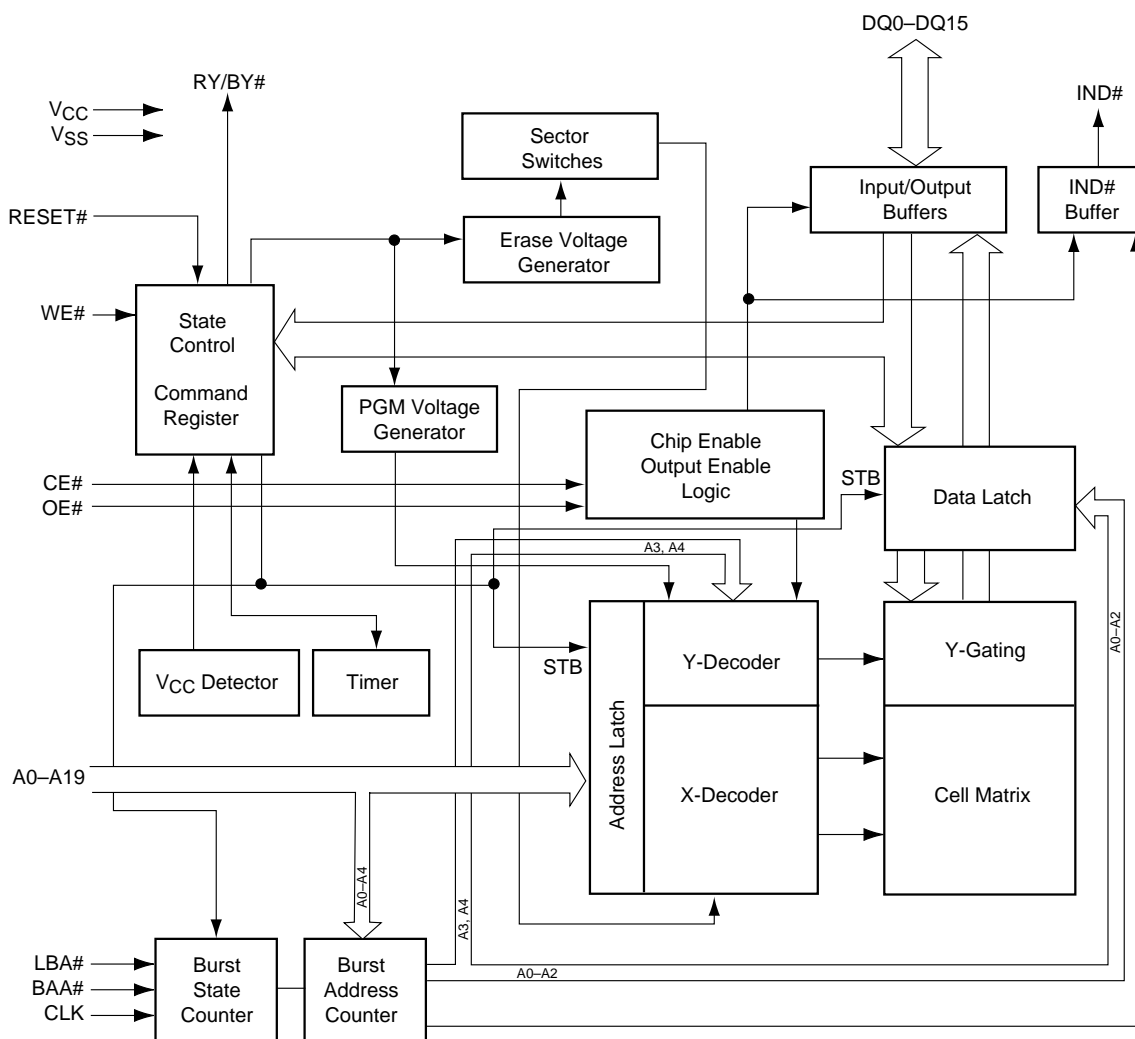 DQ0–DQ15
RY/BY#
IND#
VCC
VSS
Sector
Switches
Input/Output
Buffers
IND#
Buffer
RESET#
Erase Voltage
Generator
WE#
State
Control
Command
Register
PGM Voltage
Generator
Chip Enable
Output Enable
Logic
CE#
OE#
STB
Data Latch
A3, A4
A0–A2
STB
Y-Decoder
Y-Gating
VCC Detector
Timer
Address Latch
A0–A19
X-Decoder
Cell Matrix
A0–A4
A3, A4
A0–A2
LBA#
BAA#
CLK
Burst
State
Counter
Burst
Address
Counter